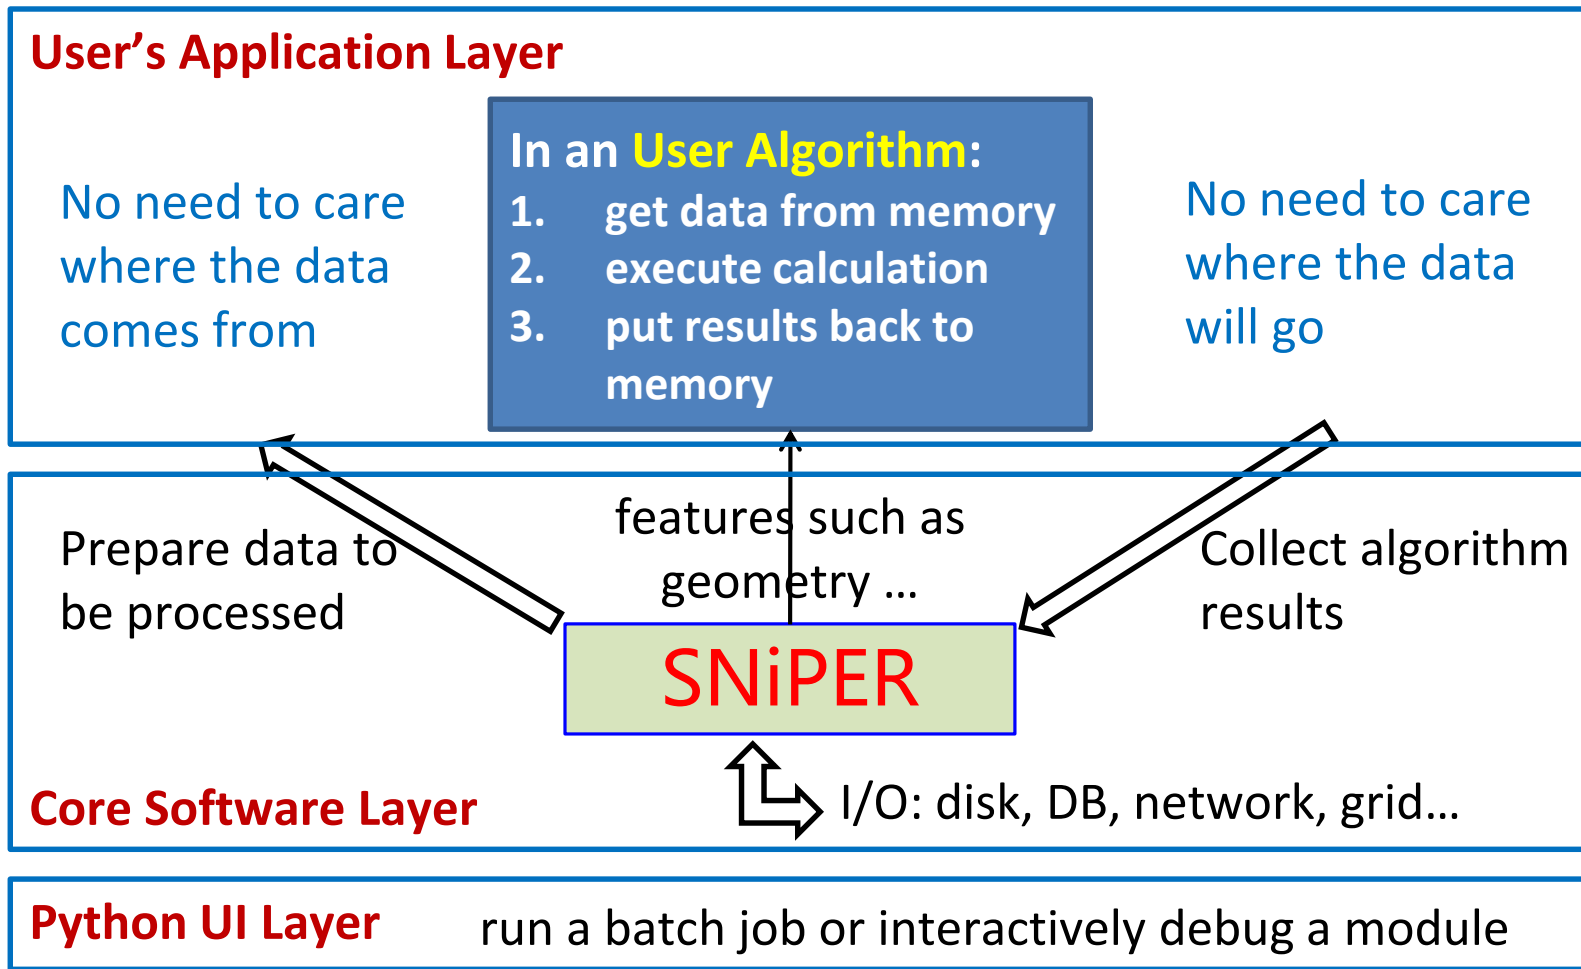 User’s Application Layer
In an User Algorithm:
1. get data from memory
2. execute calculation
3. put results back to
memory
No need to care
where the data
comes from
No need to care
where the data
will go
Prepare data to
be processed
features such as
geometry ...
Collect algorithm
results
SNiPER
I/O: disk, DB, network, grid...
Core Software Layer
Python UI Layer
run a batch job or interactively debug a module